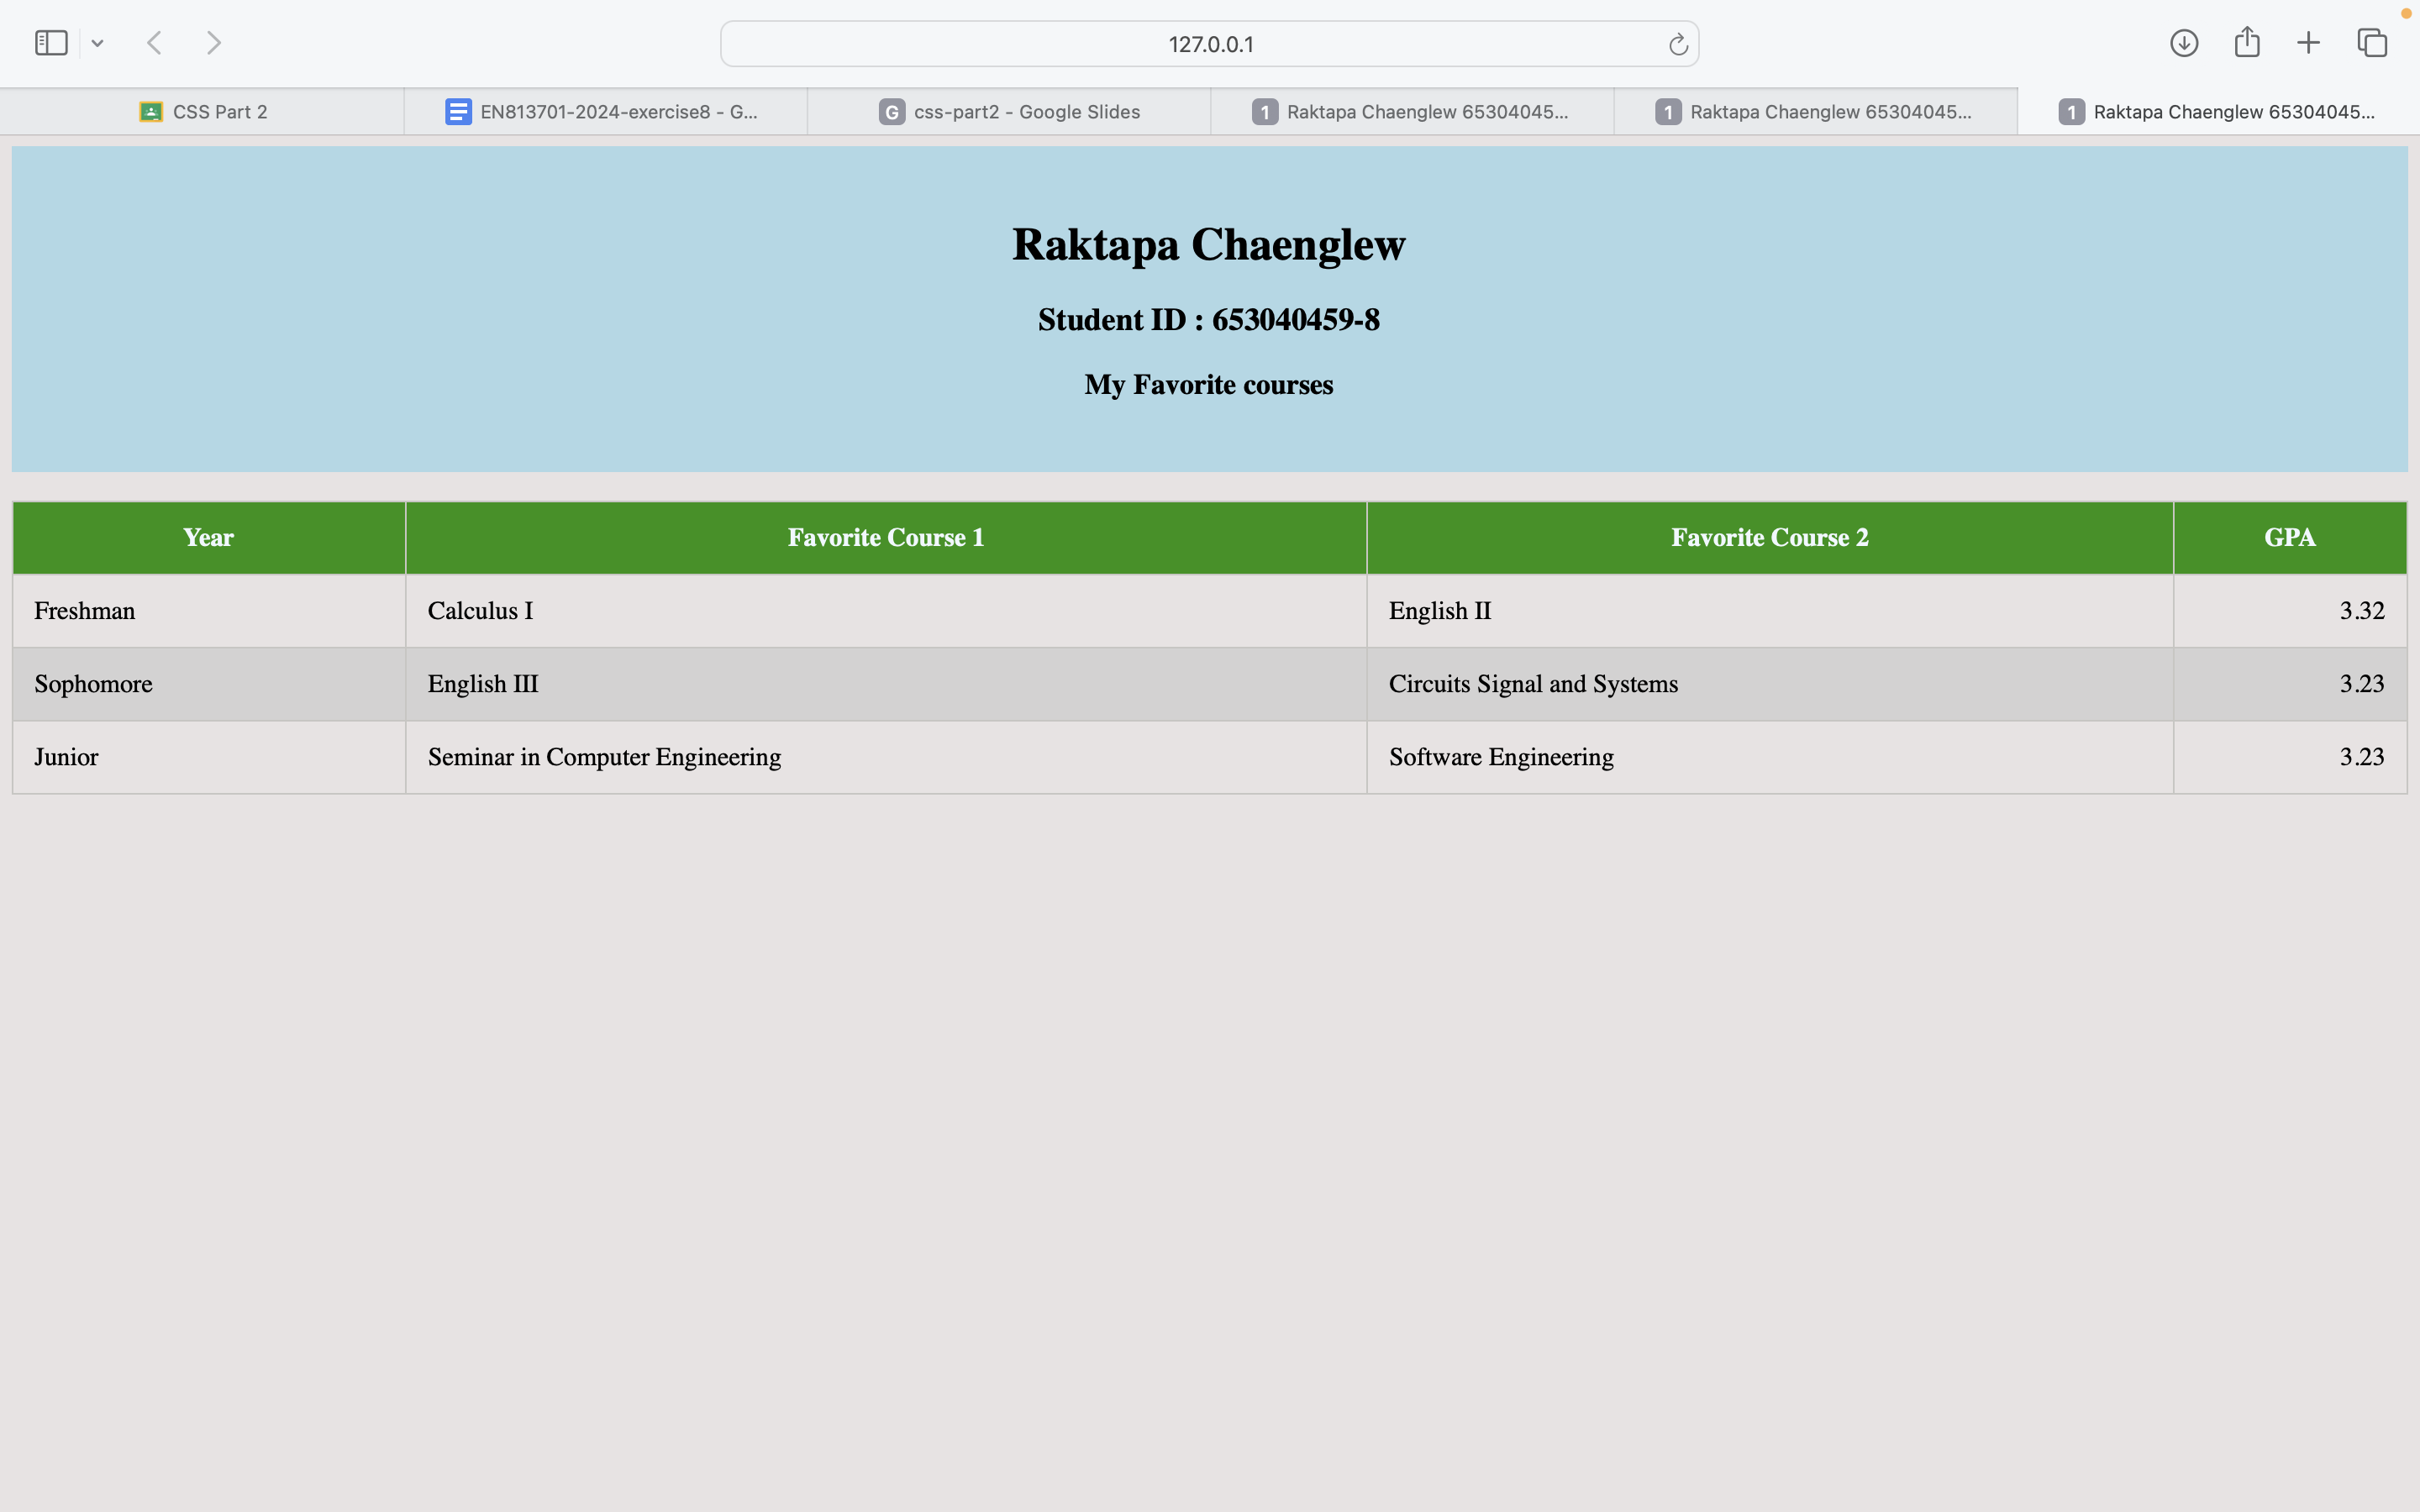 127.0.0.1
CSS Part 2
EN813701-2024-exercise8 - G...
G css-part2 - Google Slides
1 Raktapa Chaenglew 65304045...
1 Raktapa Chaenglew 65304045...
1 Raktapa Chaenglew 65304045...
Raktapa Chaenglew
Student ID : 653040459-8
My Favorite courses
Year Favorite Course 1 Favorite Course 2 GPA
Freshman Calculus I English II 3.32
Sophomore English III Circuits Signal and Systems 3.23
Junior Seminar in Computer Engineering Software Engineering 3.23